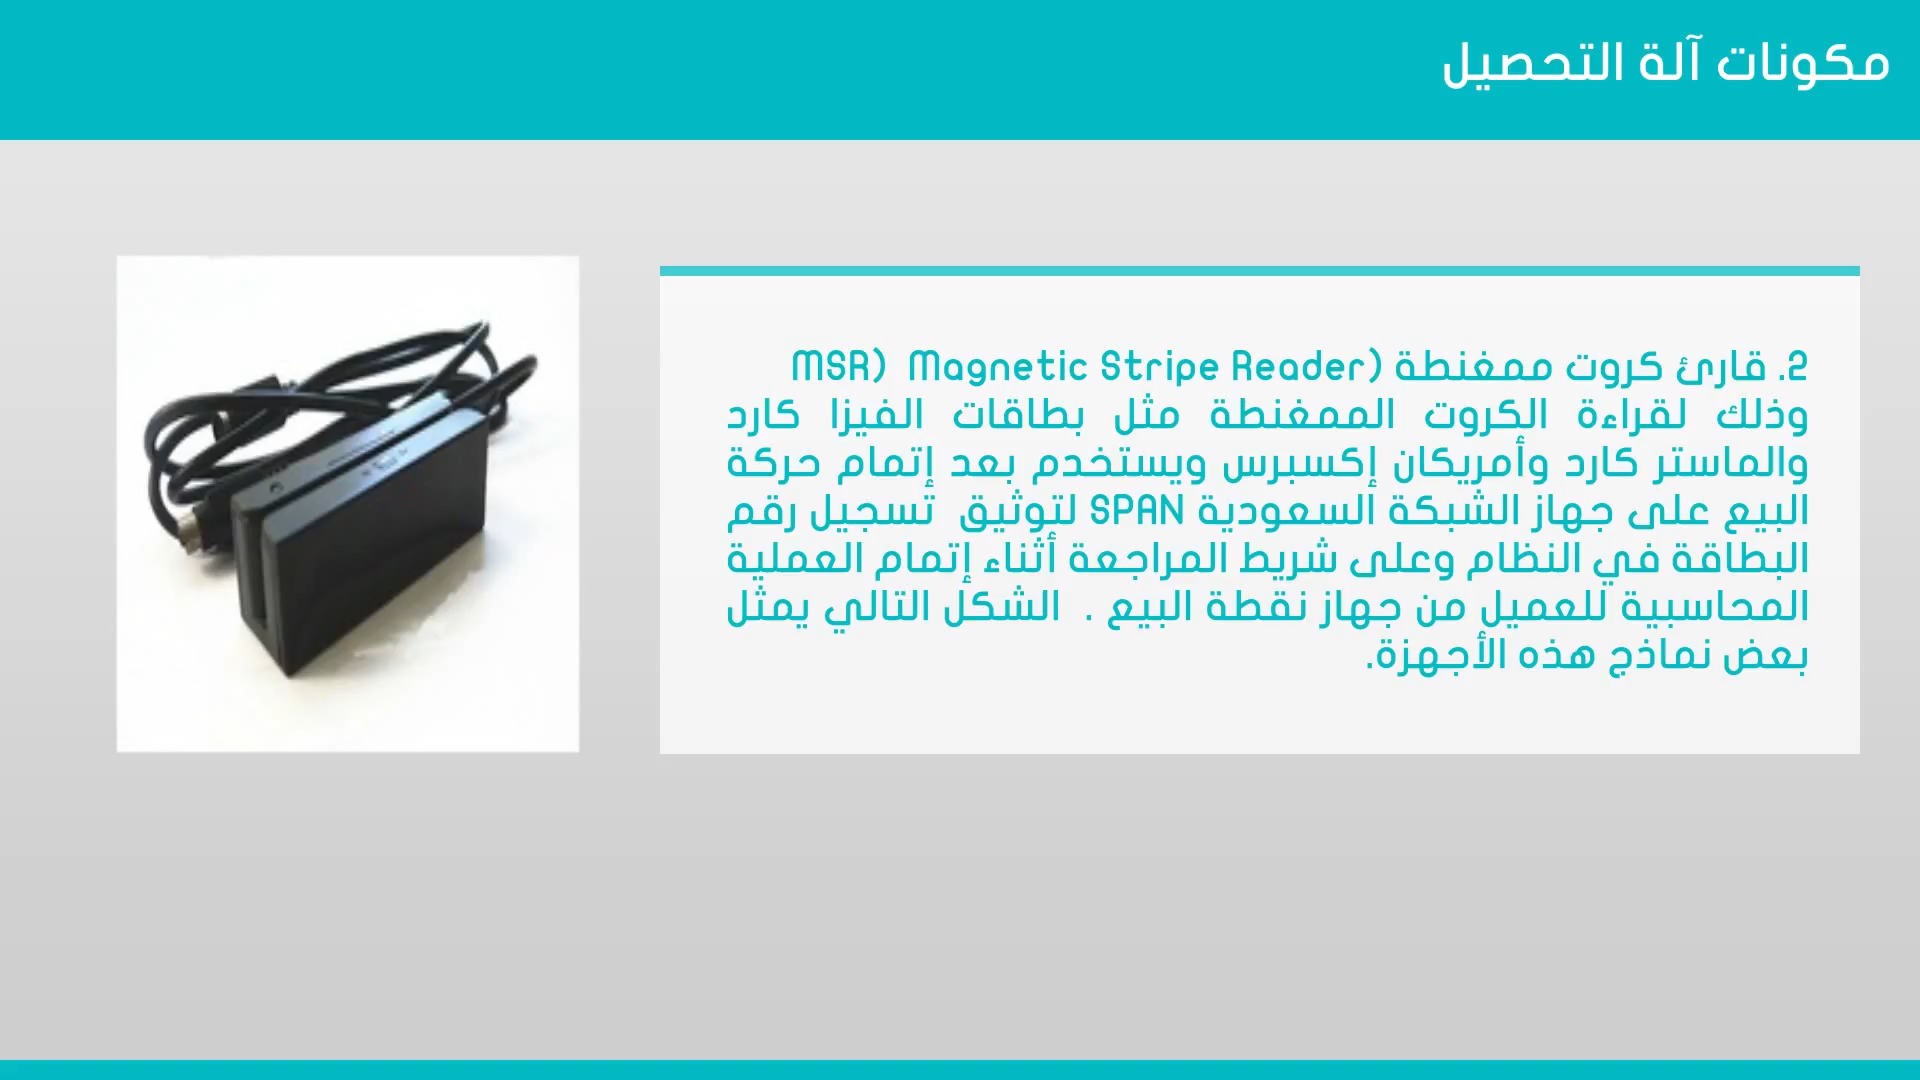 مكونات آلة التحصيل
2. قارئ كروت ممغنطة (MSR)  Magnetic Stripe Reader)
وذلك لقراءة الكروت الممغنطة مثل بطاقات الفيزا كارد
والماستر كارد وأمريكان إكسبرس ويستخدم بعد إتمام حركة
البيع على جهاز الشبكة السعودية SPAN لتوثيق  تسجيل رقم
البطاقة في النظام وعلى شريط المراجعة أثناء إتمام العملية
المحاسبية للعميل من جهاز نقطة البيع .  الشكل التالي يمثل
بعض نماذج هذه الأجهزة.